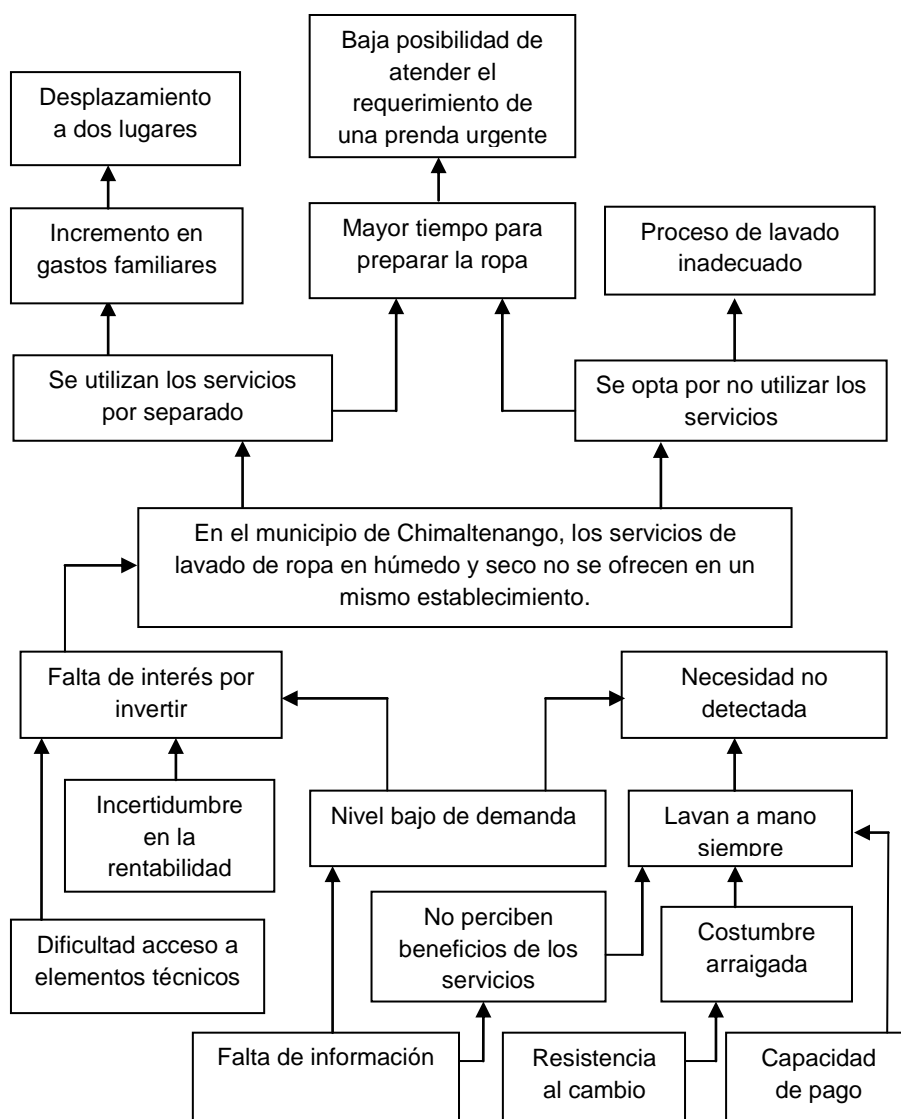 Baja posibilidad de
atender el
requerimiento de
una prenda urgente
Desplazamiento
a dos lugares
Incremento en
gastos familiares
Mayor tiempo para
preparar la ropa
Proceso de lavado
inadecuado
Se utilizan los servicios
por separado
Se opta por no utilizar los
servicios
En el municipio de Chimaltenango, los servicios de
lavado de ropa en húmedo y seco no se ofrecen en un
mismo establecimiento.
Falta de interés por
invertir
Necesidad no
detectada
Incertidumbre
en la
rentabilidad
Nivel bajo de demanda
Lavan a mano
siempre
Dificultad acceso a
elementos técnicos
No perciben
beneficios de los
servicios
Costumbre
arraigada
Falta de información
Resistencia
al cambio
Capacidad
de pago